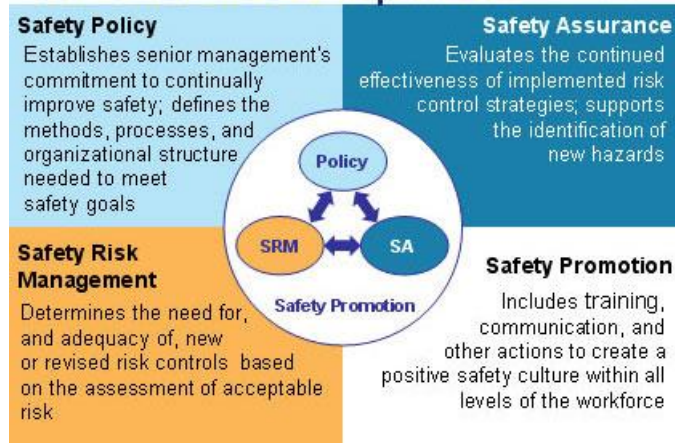 Safety Policy
Establishes senior management's
commitment to continually
improve safety; defines the
methods, processes, and
organizational structure
needed to meet
safety goals
Safety Assurance
Evaluates the continued
effectiveness of implemented risk
control strategies; supports
the identification of
new hazards
Policy
SRM
SA
Safety Promotion
Safety Risk
Management
Determines the need for,
and adequacy of, new
or revised risk controls based
on the assessment of acceptable
risk
Safety Promotion
Includes training,
communication, and
other actions to create a
positive safety culture within all
levels of the workforce